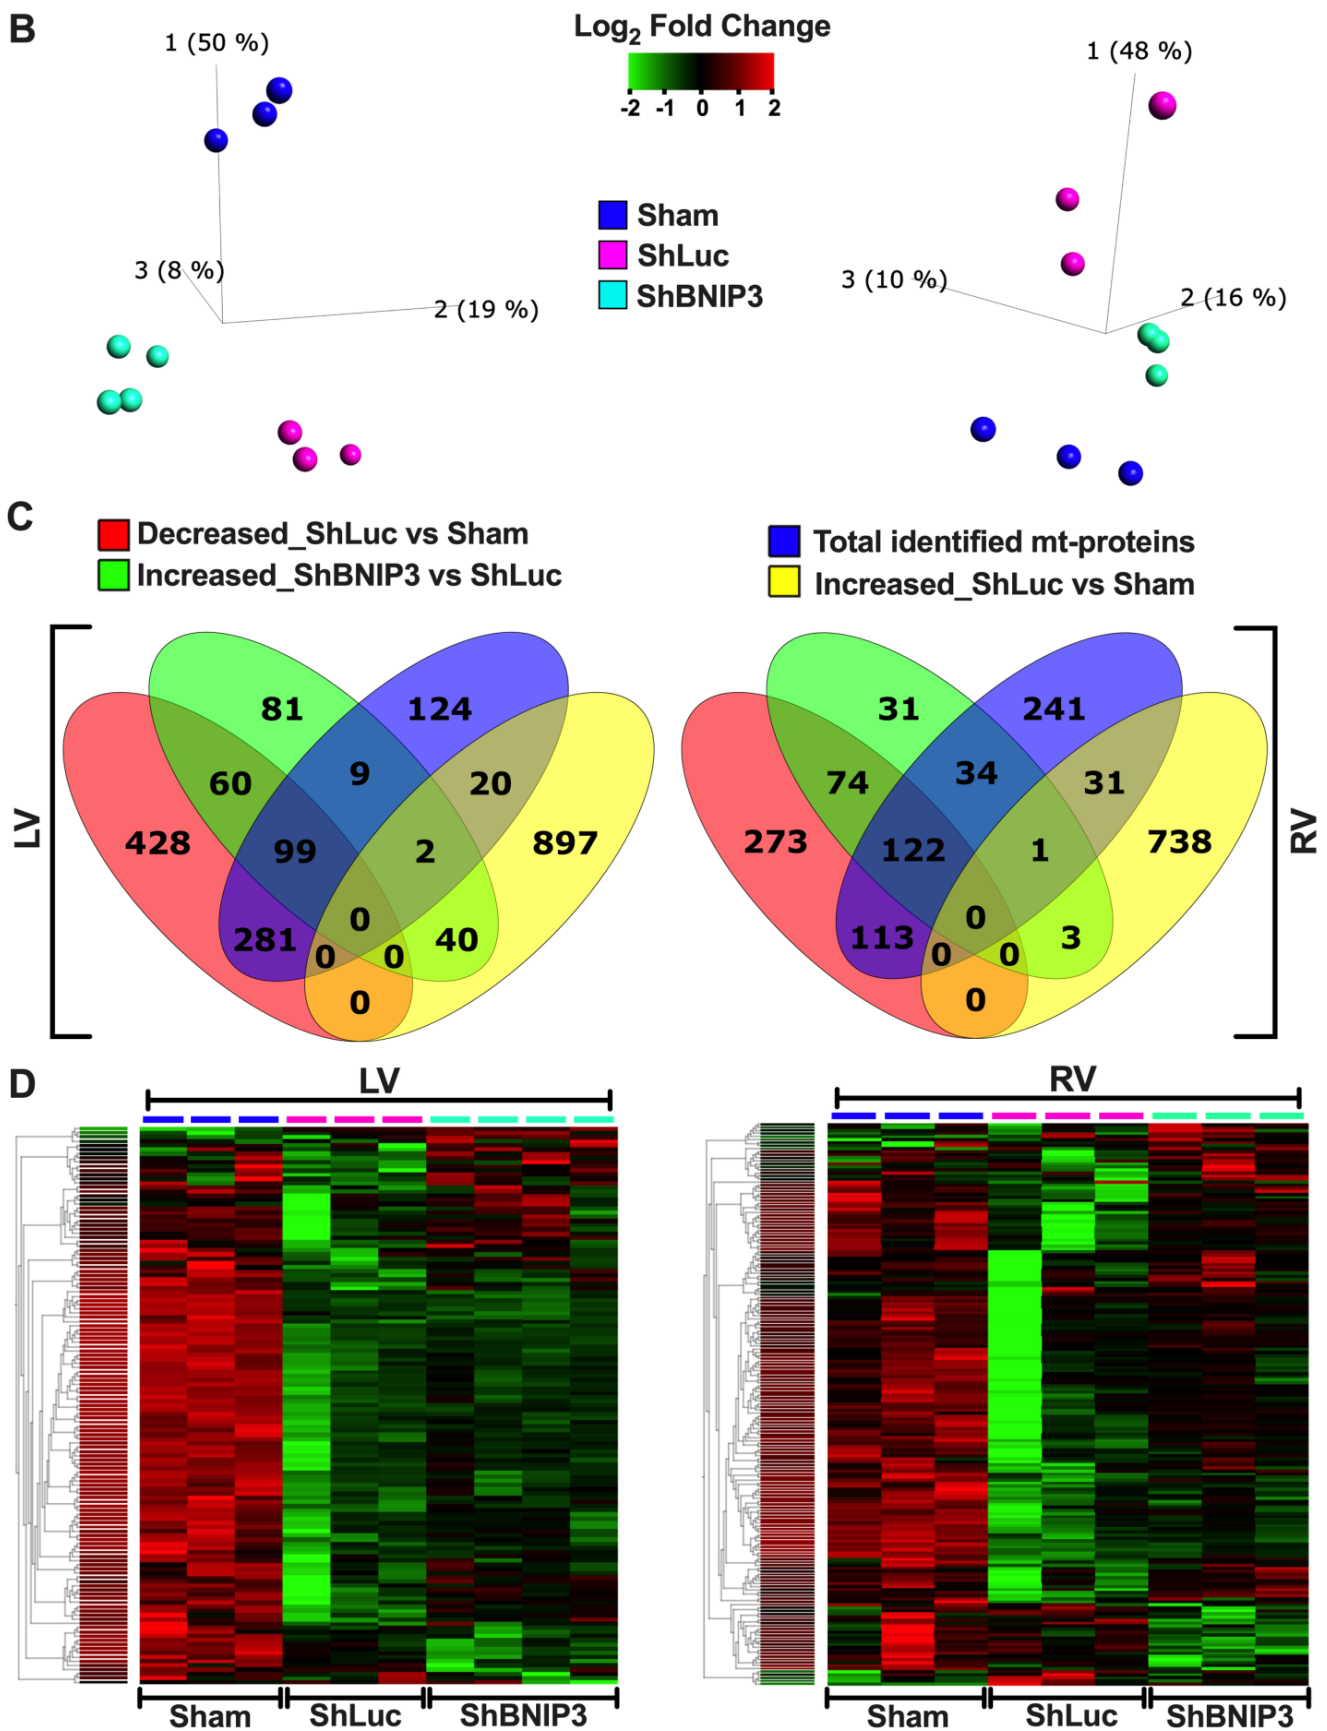 B
1 (50 %)
3 (8 %)
2 (19 %)
Log2 Fold Change
-2 -1 0 1 2
Sham
ShLuc
ShBNIP3
1 (48 %)
3 (10 %)
2 (16 %)
C
Decreased_ShLuc vs Sham
Increased_ShBNIP3 vs ShLuc
Total identified mt-proteins
Increased_ShLuc vs Sham
LV
81 124
60 9 20
428 99 2 897
0
281 0 0 40
0
31 241
74 34 31
273 122 1 738
0
113 0 0 3
0
RV
D
LV
Sham ShLuc ShBNIP3
RV
Sham ShLuc ShBNIP3